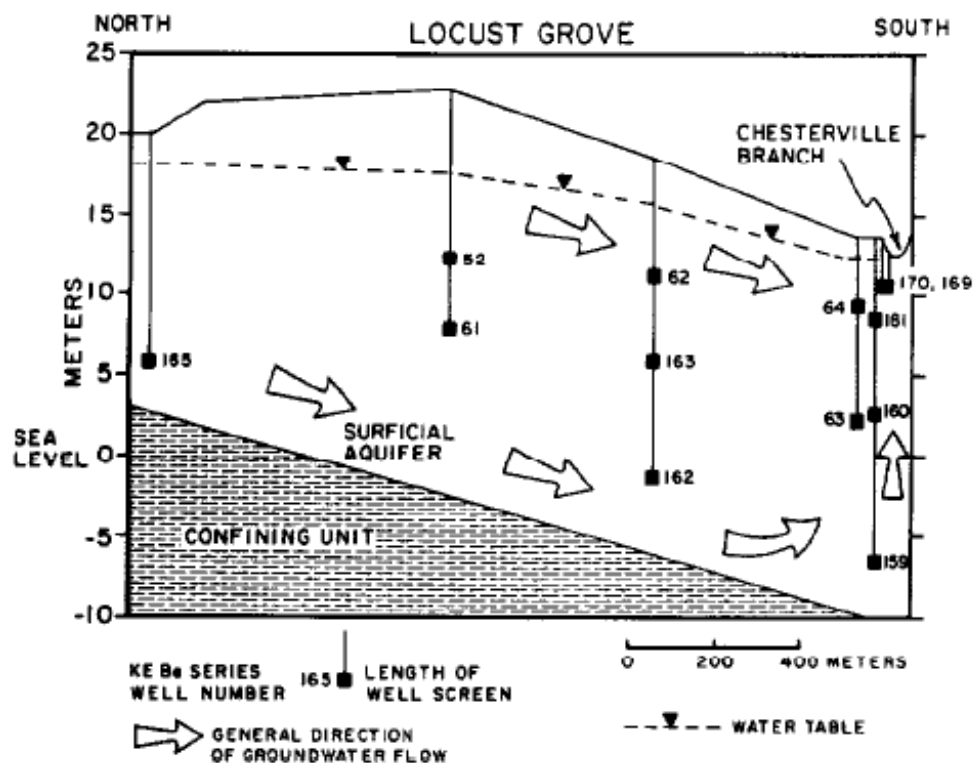 NORTH
LOCUST GROVE
SOUTH
25
20
15
10
5
0
-5
-10
METERS
SEA
LEVEL
CHESTERVILLE
BRANCH
52
61
62
163
162
165
64
63
170, 169
161
160
159
SURFICIAL
AQUIFER
CONFINING UNIT
0 200 400 METERS
KE Be SERIES
WELL NUMBER
165
LENGTH OF
WELL SCREEN
GENERAL DIRECTION
OF GROUNDWATER FLOW
WATER TABLE